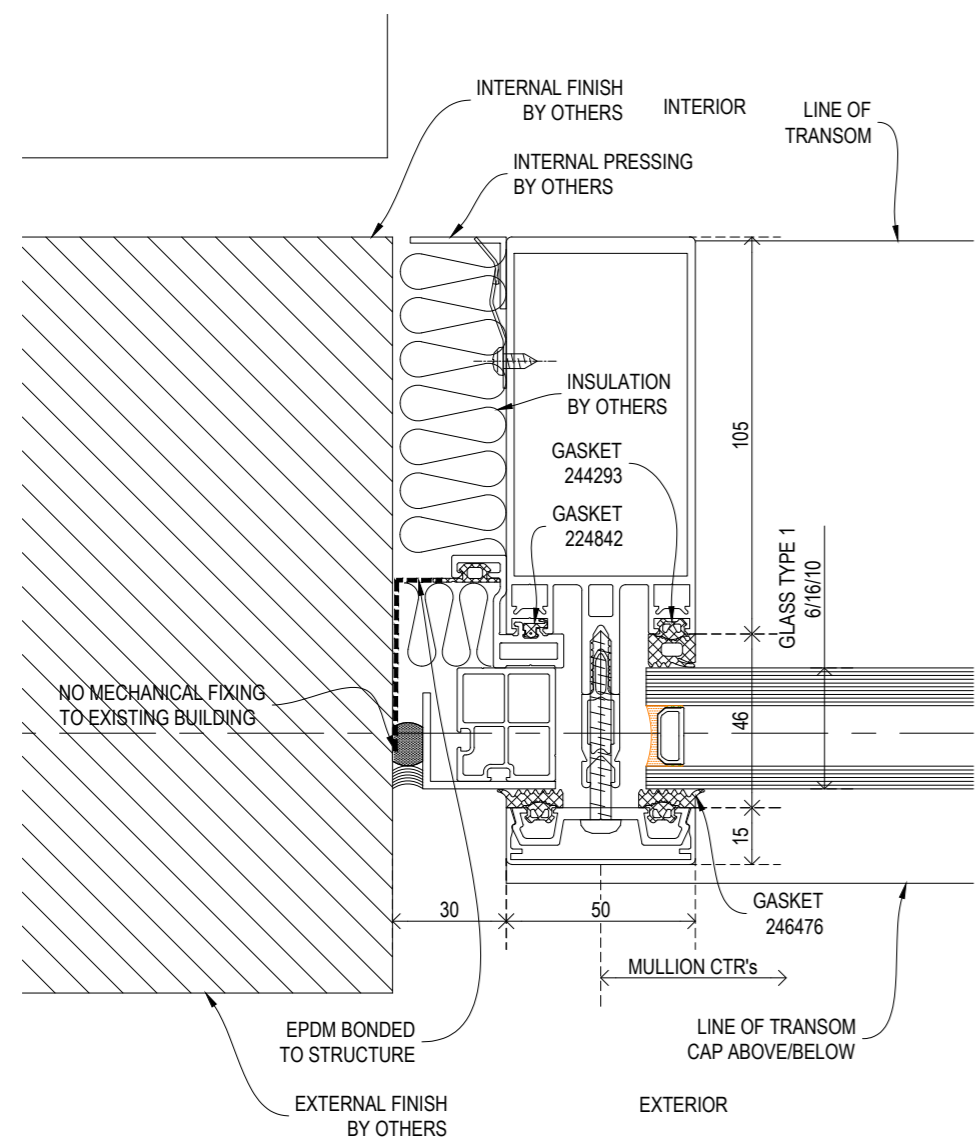 INTERNAL FINISH
BY OTHERS
INTERIOR
LINE OF
TRANSOM
INTERNAL PRESSING
BY OTHERS
INSULATION
BY OTHERS
GASKET
244293
GASKET
224842
105
GLASS TYPE 1
6/16/10
NO MECHANICAL FIXING
TO EXISTING BUILDING
46
15
30
50
GASKET
246476
MULLION CTR's
EPDM BONDED
TO STRUCTURE
LINE OF TRANSOM
CAP ABOVE/BELOW
EXTERNAL FINISH
BY OTHERS
EXTERIOR